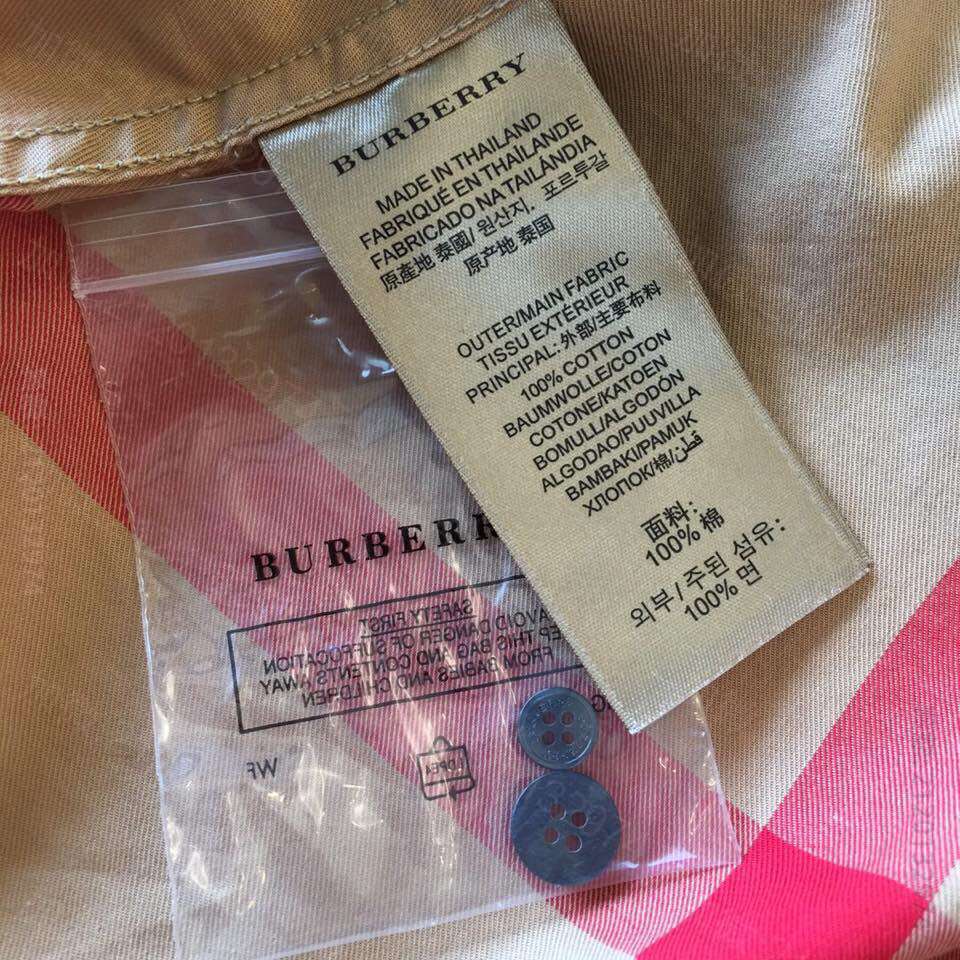 BURBERRY
MADE IN THAILAND
FABRIQUÉ EN THAÏLANDE
FABRICADO NA TAILÂNDIA
原產地 泰國/ 원산지. 포르투갈
原产地 泰国
OUTER/MAIN FABRIC
TISSU EXTÉRIEUR
PRINCIPAL: 外部/主要布料
100% COTTON
BAUMWOLLE/COTON
COTONE/KATOEN
BOMULL/ALGODÓN
ALGODAO/PUUVILLA
BAMBAKI/PAMUK
ХЛОПОК/棉/قطن
面料:
100% 棉
외부 / 주된 섬유:
100% 면
BURBERR
SAFETY FIRST
AVOID DANGER OF SUFFOCATION
EEP THIS BAG AND CONTENTS AWAY
FROM BABIES AND CHILDREN
WF
LDPE